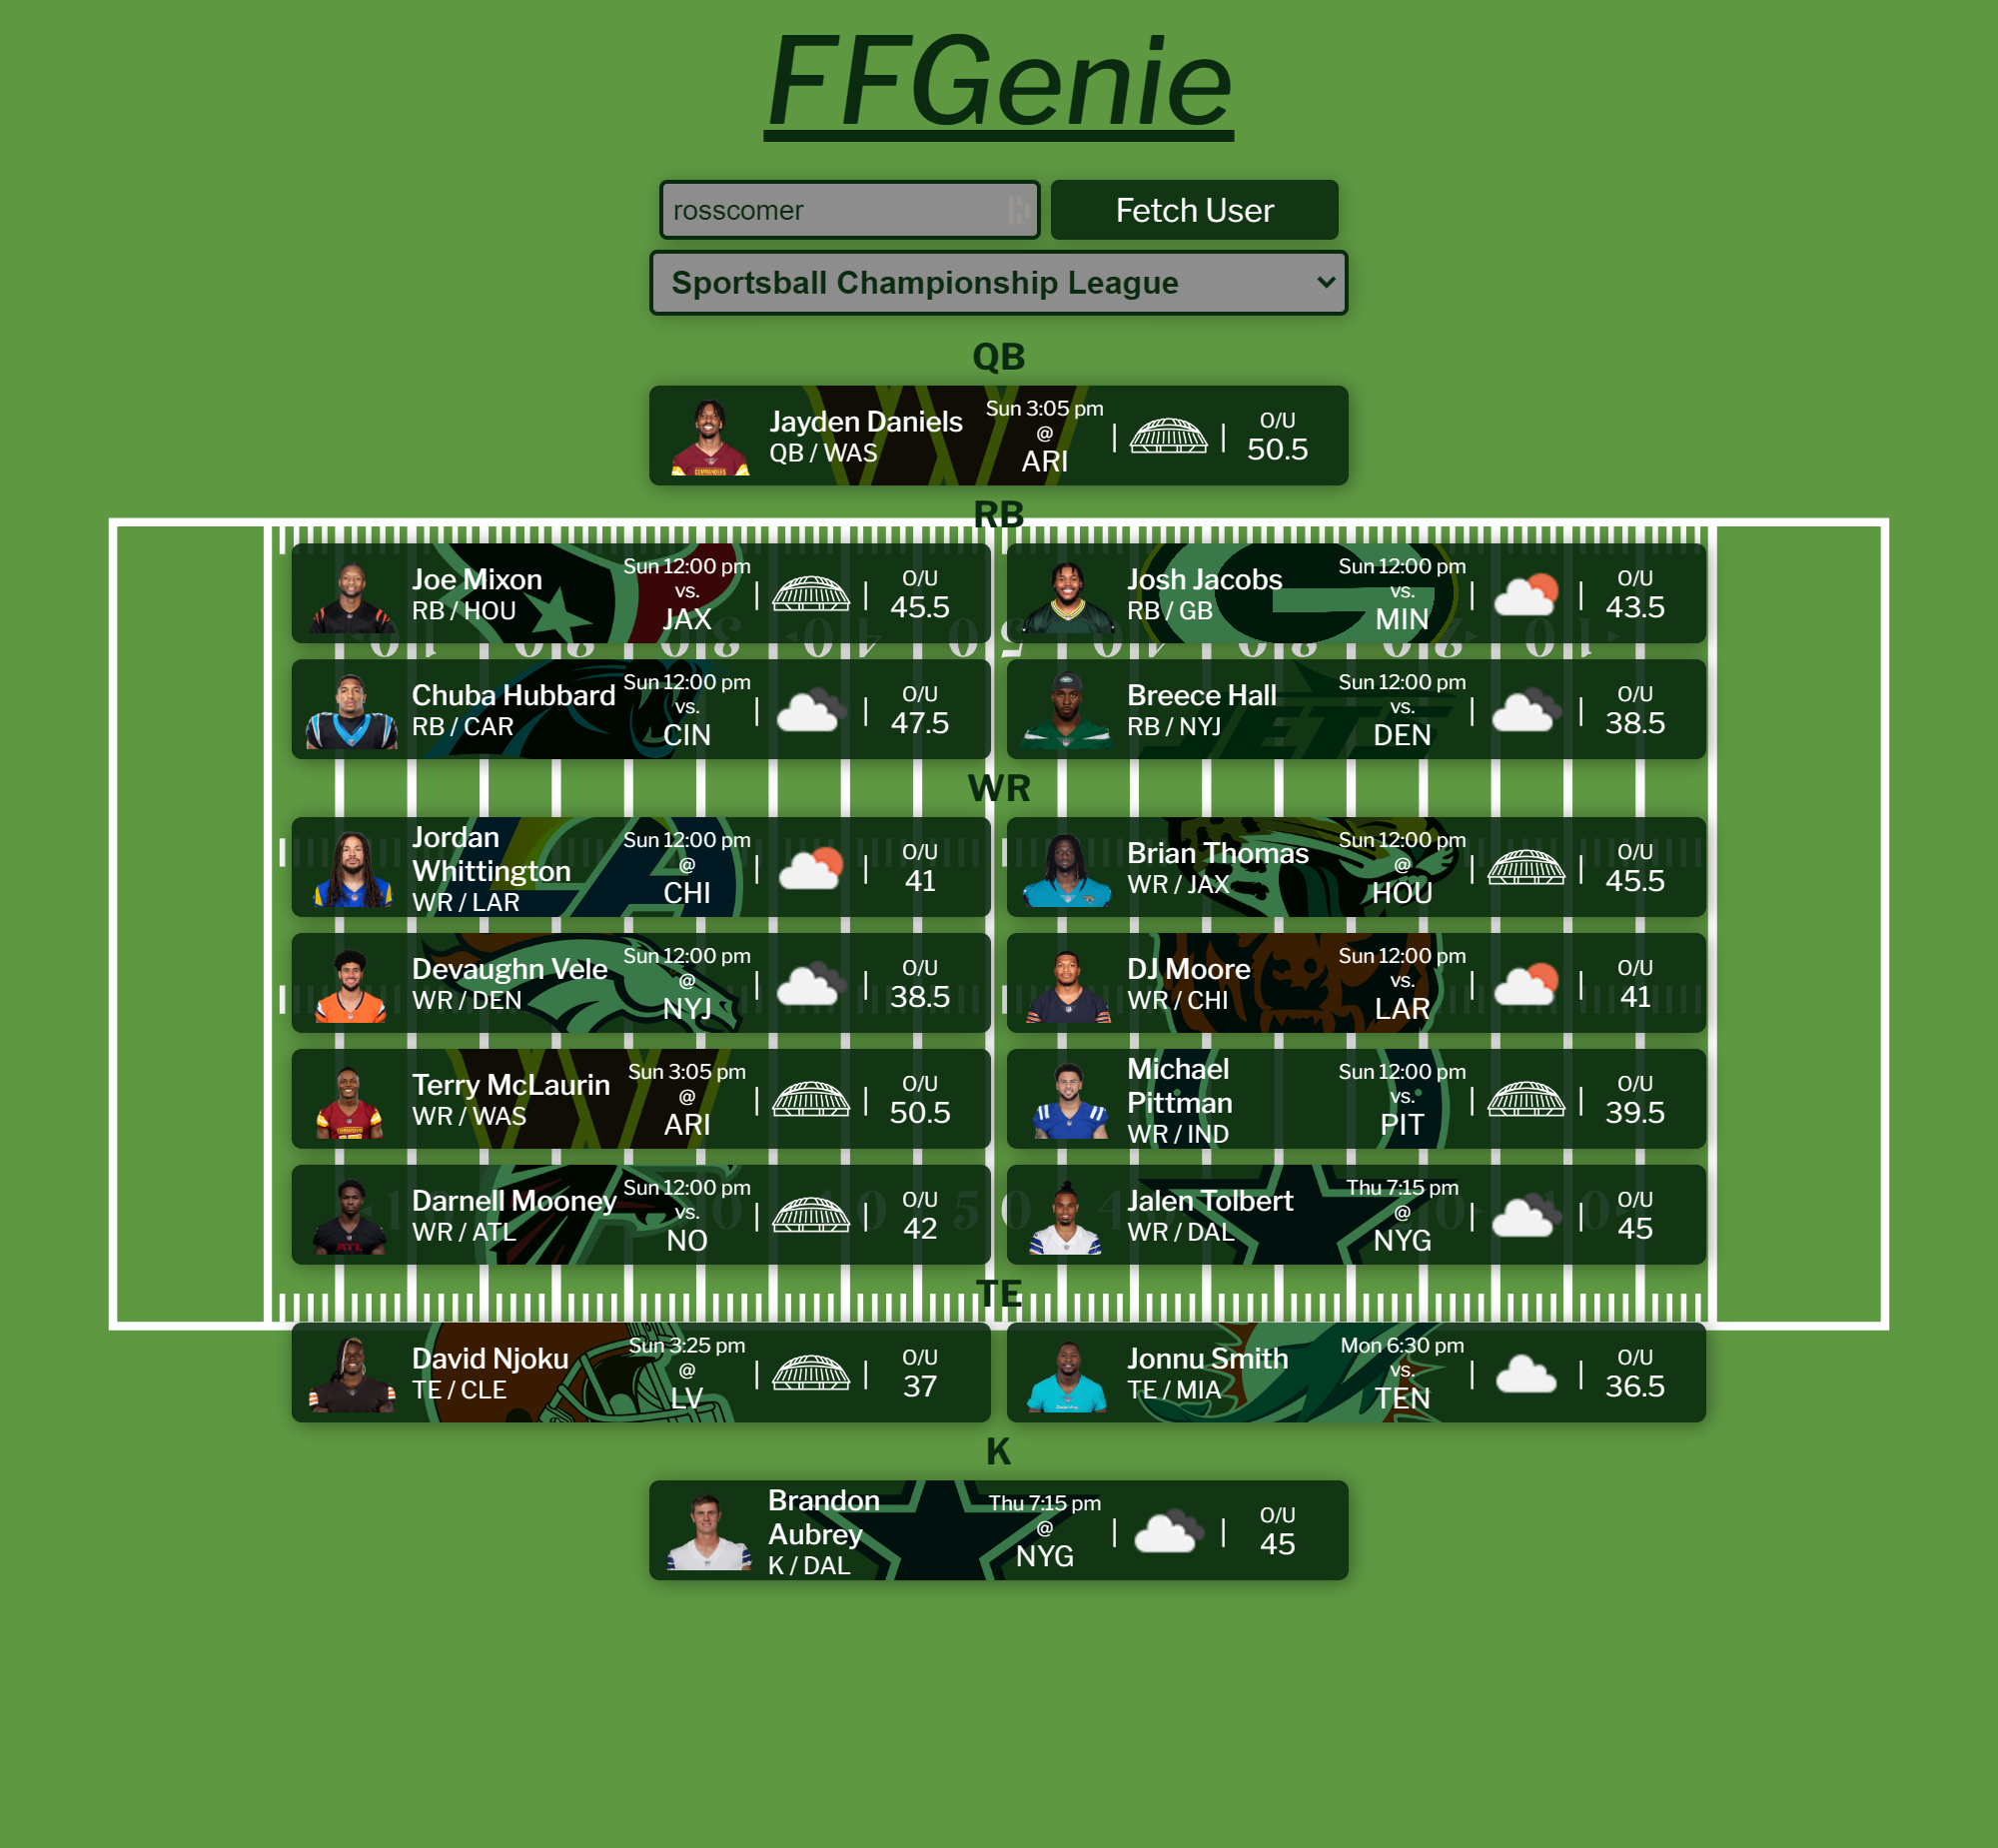 FFGenie
rosscomer
Fetch User
Sportsball Championship League
QB
Jayden Daniels
QB / WAS
Sun 3:05 pm
@
ARI
O/U
50.5
RB
Joe Mixon
RB / HOU
Sun 12:00 pm
vs.
JAX
O/U
45.5
Josh Jacobs
RB / GB
Sun 12:00 pm
vs.
MIN
O/U
43.5
Chuba Hubbard
RB / CAR
Sun 12:00 pm
vs.
CIN
O/U
47.5
Breece Hall
RB / NYJ
Sun 12:00 pm
vs.
DEN
O/U
38.5
WR
Jordan
Whittington
WR / LAR
Sun 12:00 pm
@
CHI
O/U
41
Brian Thomas
WR / JAX
Sun 12:00 pm
@
HOU
O/U
45.5
Devaughn Vele
WR / DEN
Sun 12:00 pm
@
NYJ
O/U
38.5
DJ Moore
WR / CHI
Sun 12:00 pm
vs.
LAR
O/U
41
Terry McLaurin
WR / WAS
Sun 3:05 pm
@
ARI
O/U
50.5
Michael
Pittman
WR / IND
Sun 12:00 pm
vs.
PIT
O/U
39.5
Darnell Mooney
WR / ATL
Sun 12:00 pm
vs.
NO
O/U
42
Jalen Tolbert
WR / DAL
Thu 7:15 pm
@
NYG
O/U
45
TE
David Njoku
TE / CLE
Sun 3:25 pm
@
LV
O/U
37
Jonnu Smith
TE / MIA
Mon 6:30 pm
vs.
TEN
O/U
36.5
K
Brandon
Aubrey
K / DAL
Thu 7:15 pm
@
NYG
O/U
45